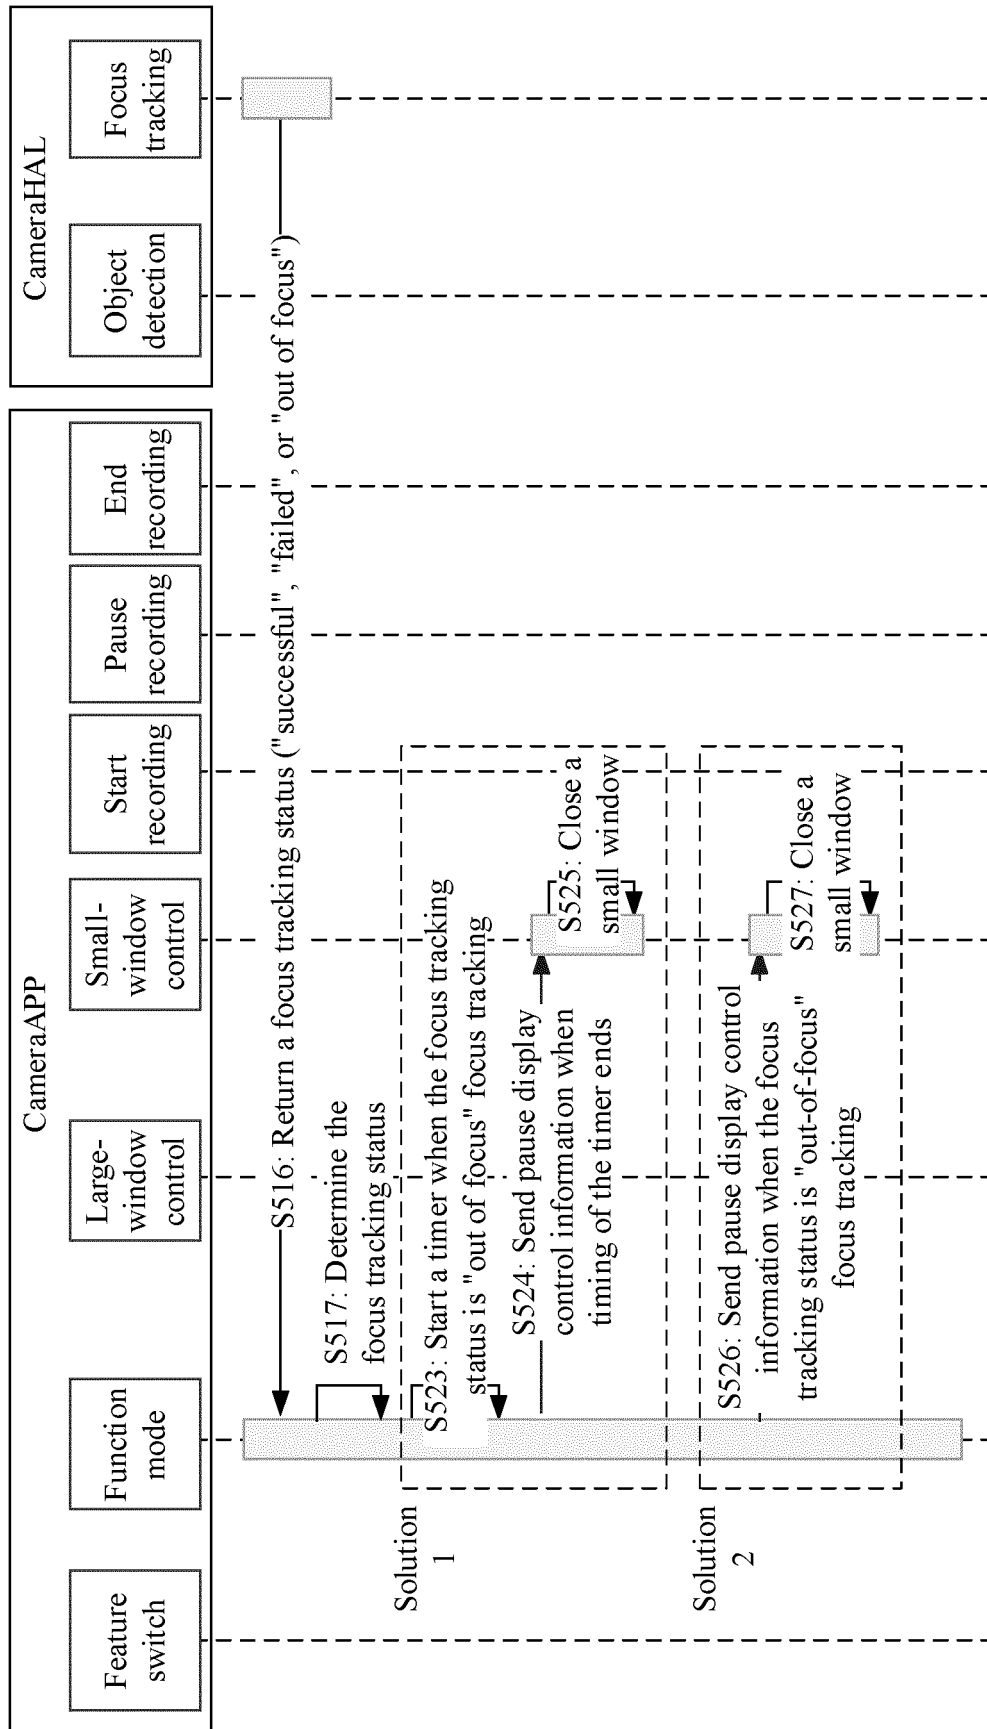 CameraAPP
CameraHAL
Feature
switch
Function
mode
Large-
window
control
Small-
window
control
Start
recording
Pause
recording
End
recording
Object
detection
Focus
tracking
S516: Return a focus tracking status ("successful", "failed", or "out of focus")
S517: Determine the
focus tracking status
Solution
1
S523: Start a timer when the focus tracking
status is "out of focus" focus tracking
S524: Send pause display
control information when
timing of the timer ends
S525: Close a
small window
Solution
2
S526: Send pause display control
information when the focus
tracking status is "out-of-focus"
focus tracking
S527: Close a
small window